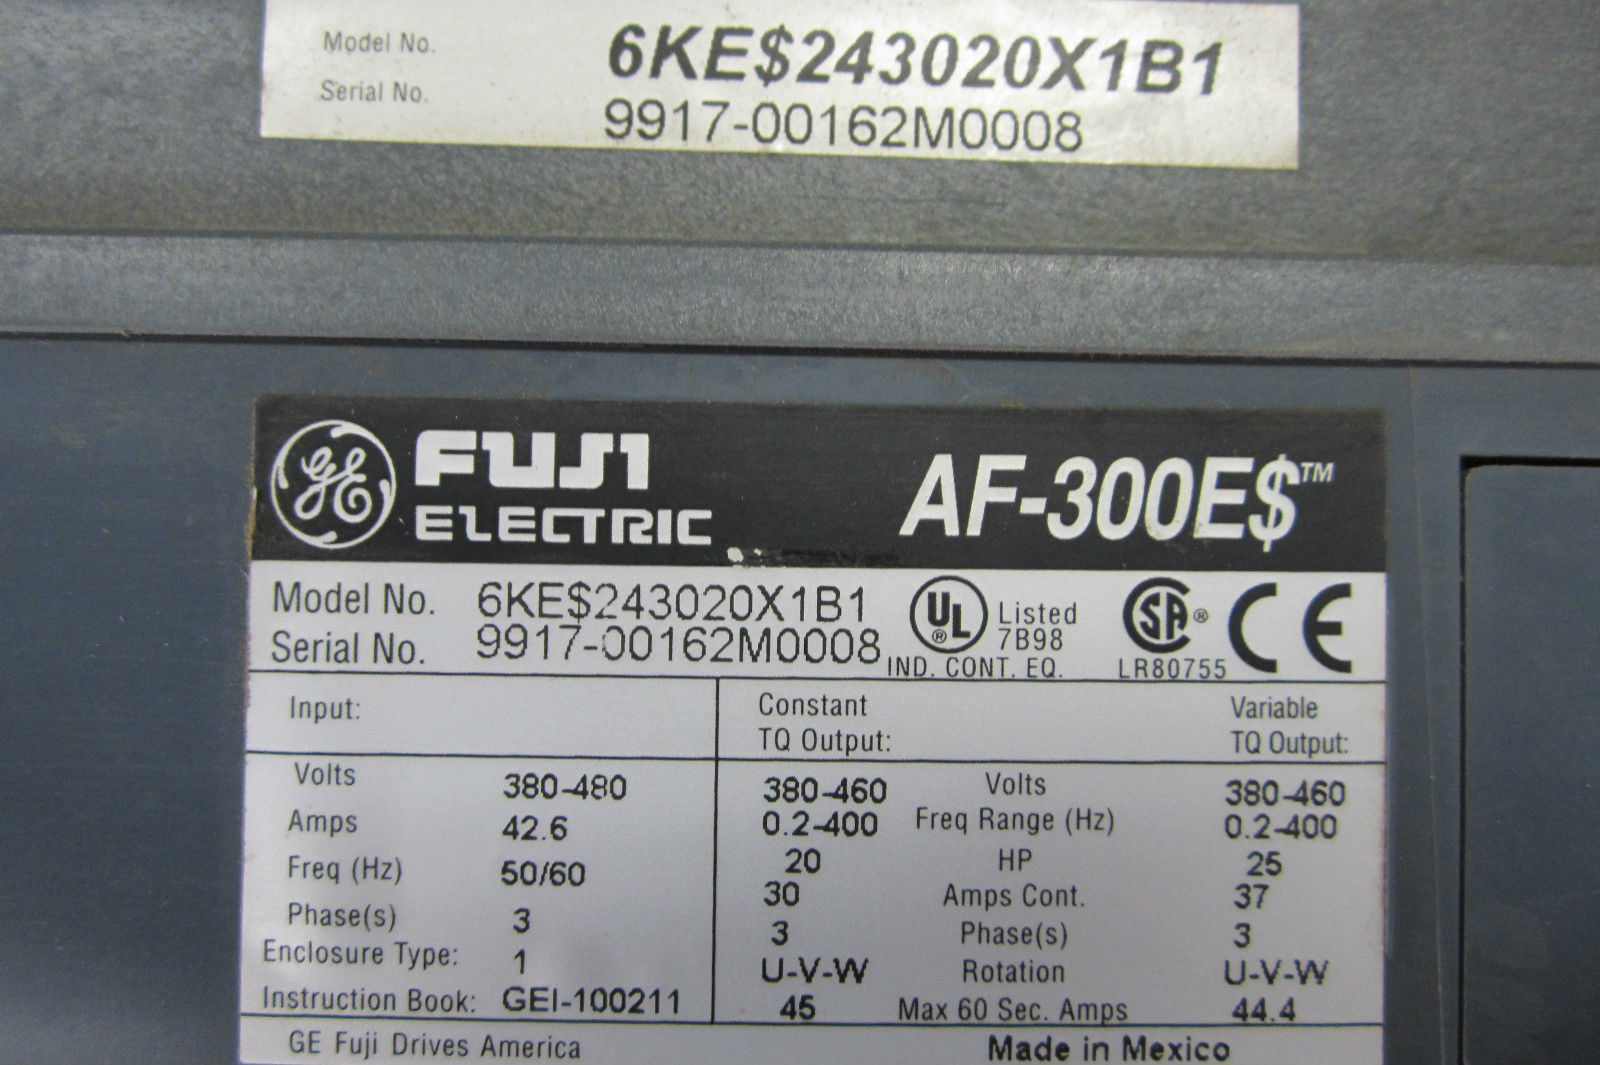 Model No. 6KE$243020X1B1
Serial No. 9917-00162M0008
GE FUJI ELECTRIC AF-300E$™
Model No. 6KE$243020X1B1
Serial No. 9917-00162M0008
UL® Listed 7B98
IND. CONT. EQ.
SA®
LR80755
CE
Input: Constant TQ Output: Variable TQ Output:
Volts 380-480 380-460 Volts 380-460
Amps 42.6 0.2-400 Freq Range (Hz) 0.2-400
Freq (Hz) 50/60 20 HP 25
30 Amps Cont. 37
Phase(s) 3 3 Phase(s) 3
Enclosure Type: 1 U-V-W Rotation U-V-W
Instruction Book: GEI-100211 45 Max 60 Sec. Amps 44.4
GE Fuji Drives America Made in Mexico